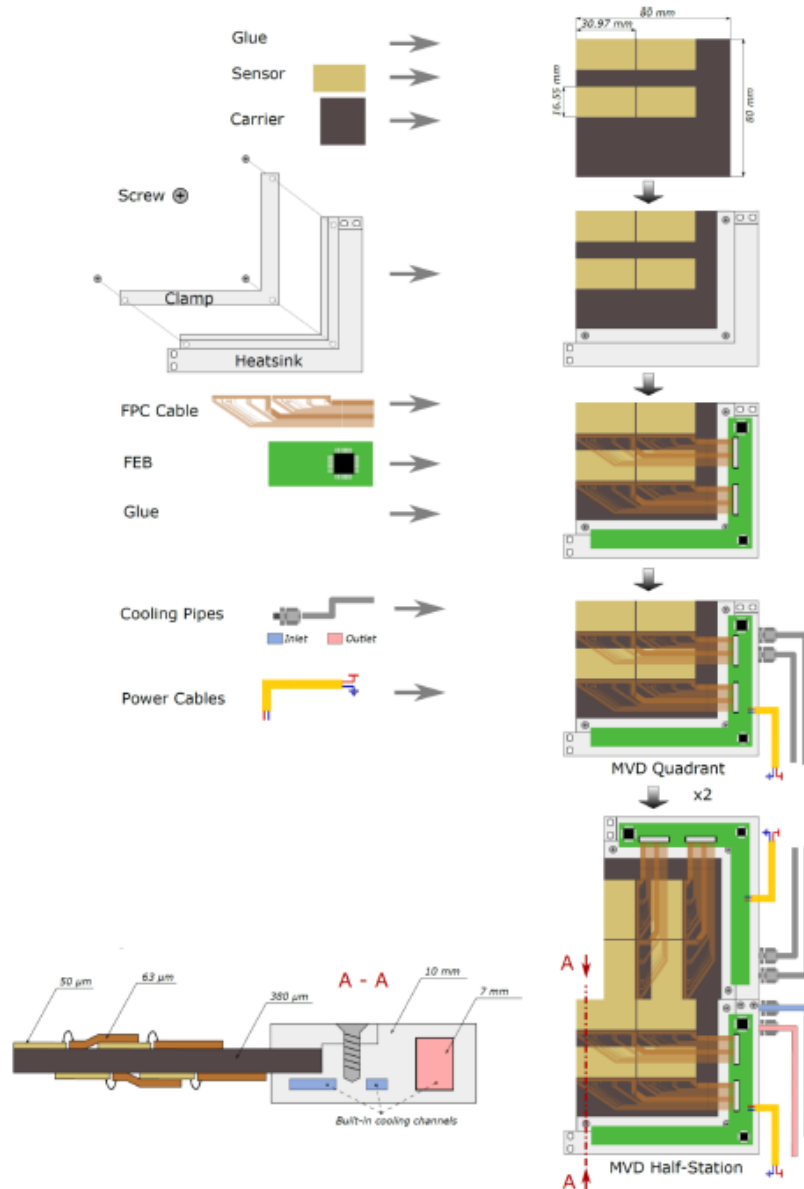 Glue
Sensor
Carrier
80 mm
30.97 mm
16.55 mm
80 mm
Screw
Clamp
Heatsink
FPC Cable
FEB
Glue
Cooling Pipes
Inlet
Outlet
Power Cables
MVD Quadrant
x2
A
A - A
50 µm
63 µm
380 µm
10 mm
7 mm
Built-in cooling channels
MVD Half-Station
A